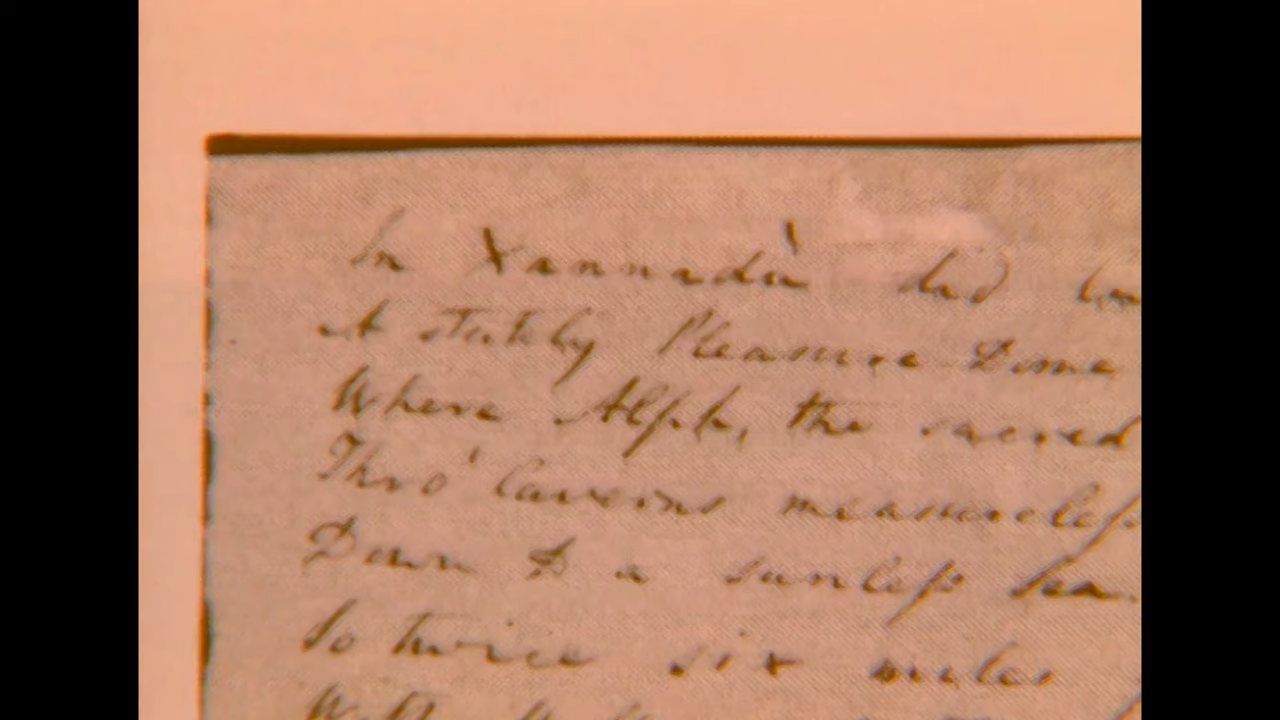 In Xannadù did
A stately Pleasure Dome
Where Alph, the sacred
Thro' Caverns measureless
Down to a sunless Sea.
So twice six miles